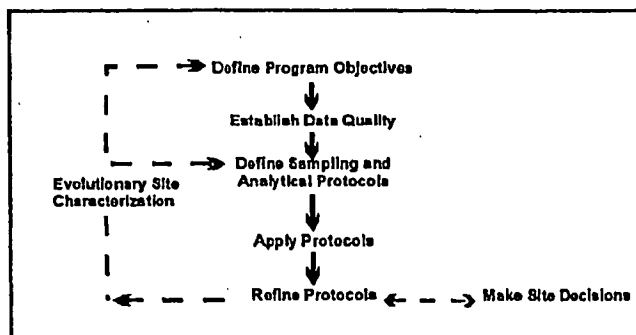 Define Program Objectives
Establish Data Quality
Define Sampling and
Analytical Protocols
Evolutionary Site
Characterization
Apply Protocols
Refine Protocols
Make Site Decisions